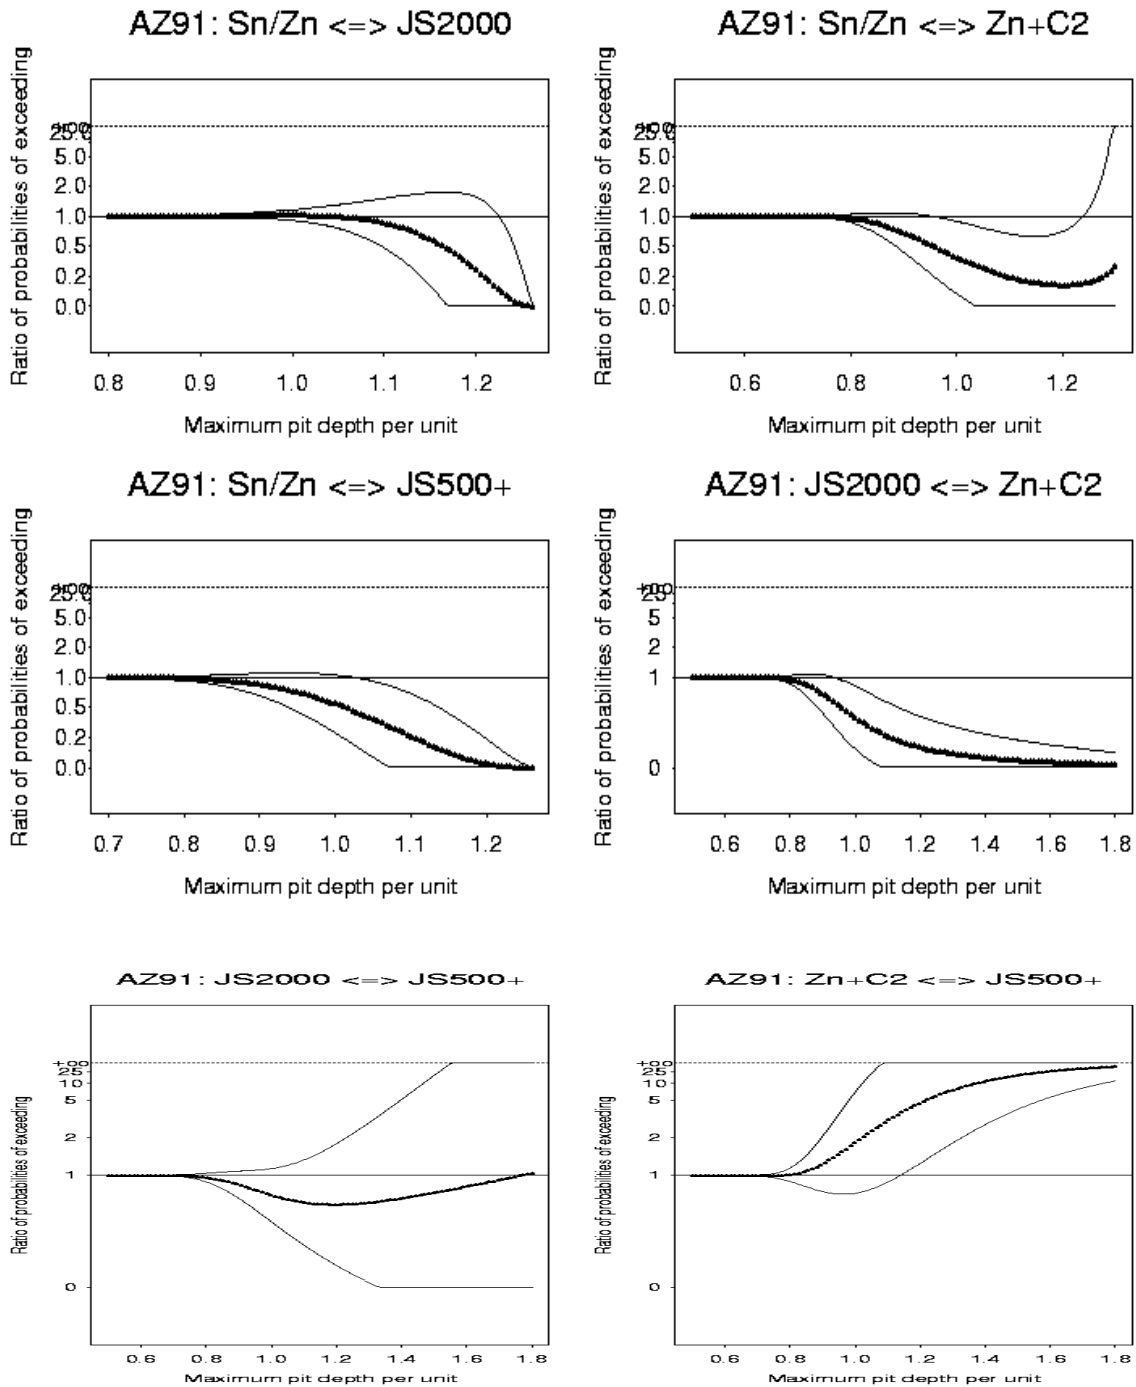 AZ91: Sn/Zn <=> JS2000
Ratio of probabilities of exceeding
5.0
2.0
1.0
0.5
0.2
0.0
0.8 0.9 1.0 1.1 1.2
Maximum pit depth per unit
AZ91: Sn/Zn <=> Zn+C2
Ratio of probabilities of exceeding
5.0
2.0
1.0
0.5
0.2
0.0
0.6 0.8 1.0 1.2
Maximum pit depth per unit
AZ91: Sn/Zn <=> JS500+
Ratio of probabilities of exceeding
5.0
2.0
1.0
0.5
0.2
0.0
0.7 0.8 0.9 1.0 1.1 1.2
Maximum pit depth per unit
AZ91: JS2000 <=> Zn+C2
Ratio of probabilities of exceeding
5.0
2.0
1
0
0.6 0.8 1.0 1.2 1.4 1.6 1.8
Maximum pit depth per unit
AZ91: JS2000 <=> JS500+
Ratio of probabilities of exceeding
+oo
25
10
5
2
1
0
0.6 0.8 1.0 1.2 1.4 1.6 1.8
Maximum pit depth per unit
AZ91: Zn+C2 <=> JS500+
Ratio of probabilities of exceeding
+oo
25
10
5
2
1
0
0.6 0.8 1.0 1.2 1.4 1.6 1.8
Maximum pit depth per unit